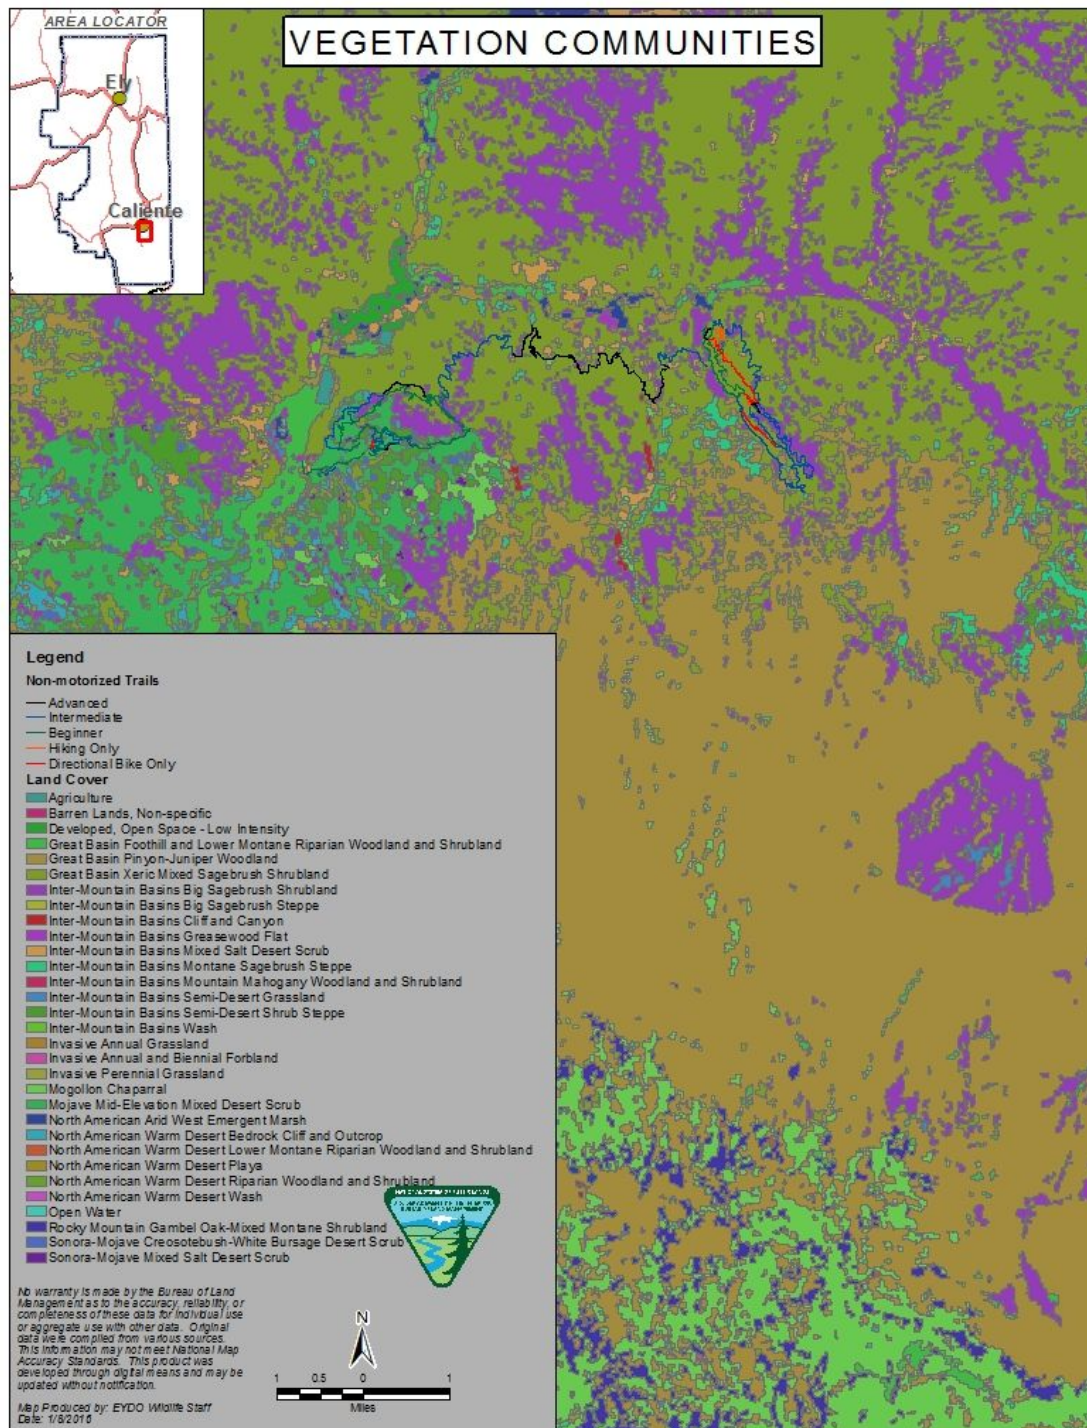 AREA LOCATOR
Ely
Caliente
VEGETATION COMMUNITIES
Legend
Non-motorized Trails
Advanced
Intermediate
Beginner
Hiking Only
Directional Bike Only
Land Cover
Agriculture
Barren Lands, Non-specific
Developed, Open Space - Low Intensity
Great Basin Foothill and Lower Montane Riparian Woodland and Shrubland
Great Basin Pinyon-Juniper Woodland
Great Basin Xeric Mixed Sagebrush Shrubland
Inter-Mountain Basins Big Sagebrush Shrubland
Inter-Mountain Basins Big Sagebrush Steppe
Inter-Mountain Basins Cliff and Canyon
Inter-Mountain Basins Greasewood Flat
Inter-Mountain Basins Mixed Salt Desert Scrub
Inter-Mountain Basins Montane Sagebrush Steppe
Inter-Mountain Basins Mountain Mahogany Woodland and Shrubland
Inter-Mountain Basins Semi-Desert Grassland
Inter-Mountain Basins Semi-Desert Shrub Steppe
Inter-Mountain Basins Wash
Invasive Annual Grassland
Invasive Annual and Biennial Forbland
Invasive Perennial Grassland
Mogollon Chaparral
Mojave Mid-Elevation Mixed Desert Scrub
North American Arid West Emergent Marsh
North American Warm Desert Bedrock Cliff and Outcrop
North American Warm Desert Lower Montane Riparian Woodland and Shrubland
North American Warm Desert Playa
North American Warm Desert Riparian Woodland and Shrubland
North American Warm Desert Wash
Open Water
Rocky Mountain Gambel Oak-Mixed Montane Shrubland
Sonora-Mojave Creosotebush-White Bursage Desert Scrub
Sonora-Mojave Mixed Salt Desert Scrub
No warranty is made by the Bureau of Land
Management as to the accuracy, reliability, or
completeness of these data for individual use
or aggregate use with other data. Original
data were compiled from various sources.
This information may not meet National Map
Accuracy Standards. This product was
developed through digital means and may be
updated without notification.
Map Produced by: EYDO Wildlife Staff
Date: 1/8/2016
N
1 0.5 0 1
Miles